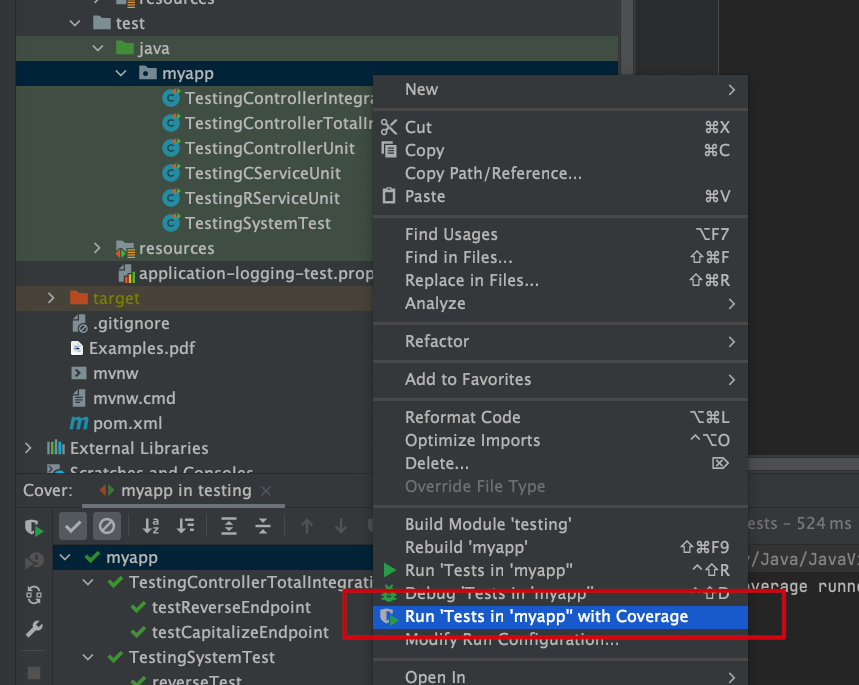 resources
test
java
myapp
TestingControllerIntegra
TestingControllerTotalIn
TestingControllerUnit
TestingCServiceUnit
TestingRServiceUnit
TestingSystemTest
resources
application-logging-test.prop
target
.gitignore
Examples.pdf
mvnw
mvnw.cmd
pom.xml
External Libraries
Scratches and Consoles
New
Cut ⌘X
Copy ⌘C
Copy Path/Reference...
Paste ⌘V
Find Usages ⌥F7
Find in Files... ⇧⌘F
Replace in Files... ⇧⌘R
Analyze
Refactor
Add to Favorites
Reformat Code ⌥⌘L
Optimize Imports ^⌥O
Delete... ⌦
Override File Type
Build Module 'testing'
Rebuild 'myapp' ⇧⌘F9
Run 'Tests in 'myapp'' ^⇧R
Debug 'Tests in 'myapp'' ^⇧D
Run 'Tests in 'myapp'' with Coverage
Modify Run Configuration...
Open In
Cover: myapp in testing ×
myapp
TestingControllerTotalIntegrati
testReverseEndpoint
testCapitalizeEndpoint
TestingSystemTest
reverseTest
ests – 524 ms
/Java/JavaVi
verage runne